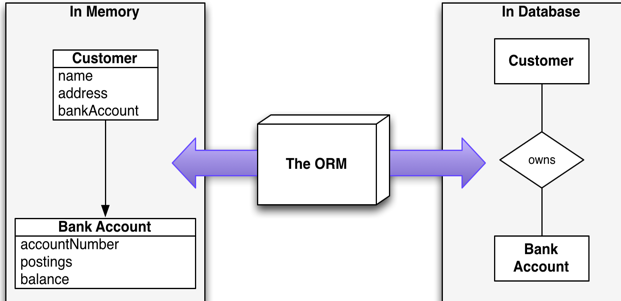 In Memory
Customer
name
address
bankAccount
Bank Account
accountNumber
postings
balance
The ORM
In Database
Customer
owns
Bank
Account